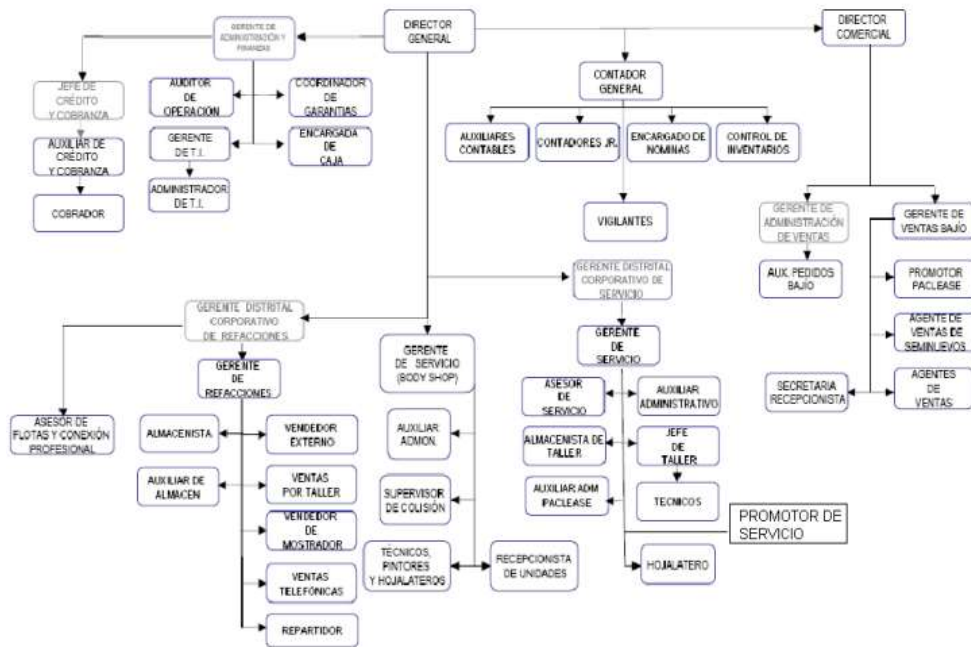 GERENTE DE
ADMINISTRACIÓN Y
FINANZAS
DIRECTOR
GENERAL
DIRECTOR
COMERCIAL
JEFE DE
CRÉDITO
Y COBRANZA
AUDITOR
DE
OPERACIÓN
COORDINADOR
DE
GARANTIAS
CONTADOR
GENERAL
AUXILIAR DE
CRÉDITO
Y COBRANZA
GERENTE
DE T.I.
ENCARGADA
DE
CAJA
AUXILIARES
CONTABLES
CONTADORES JR.
ENCARGADO DE
NOMINAS
CONTROL DE
INVENTARIOS
COBRADOR
ADMINISTRADOR
DE T.I.
VIGILANTES
GERENTE DE
ADMINISTRACIÓN
DE VENTAS
GERENTE DE
VENTAS BAJÍO
AUX. PEDIDOS
BAJÍO
PROMOTOR
PACLEASE
GERENTE DISTRITAL
CORPORATIVO DE
SERVICIO
GERENTE DISTRITAL
CORPORATIVO
DE REFACCIONES
AGENTE DE
VENTAS DE
SEMINUEVOS
GERENTE
DE
REFACCIONES
GERENTE
DE SERVICIO
(BODY SHOP)
GERENTE
DE
SERVICIO
SECRETARIA
RECEPCIONISTA
AGENTES
DE
VENTAS
ASESOR DE
FLOTAS Y CONEXIÓN
PROFESIONAL
ALMACENISTA
VENDEDOR
EXTERNO
AUXILIAR
ADMON.
ASESOR
DE
SERVICIO
AUXILIAR
ADMINISTRATIVO
ALMACENISTA DE
TALLER
JEFE
DE
TALLER
AUXILIAR DE
ALMACEN
VENTAS
POR TALLER
SUPERVISOR
DE COLISIÓN
AUXILIAR ADM
PACLEASE
TECNICOS
VENDEDOR
DE
MOSTRADOR
PROMOTOR DE
SERVICIO
TÉCNICOS,
PINTORES
Y HOJALATEROS
RECEPCIONISTA
DE UNIDADES
HOJALATERO
VENTAS
TELEFÓNICAS
REPARTIDOR